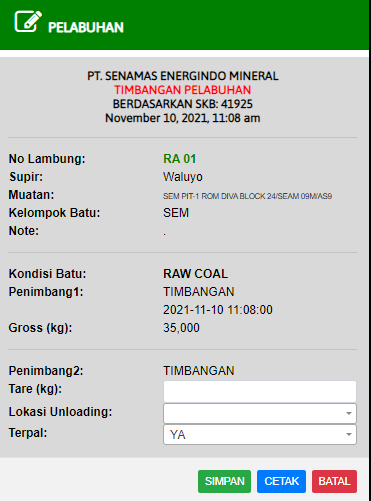 PELABUHAN
PT. SENAMAS ENERGINDO MINERAL
TIMBANGAN PELABUHAN
BERDASARKAN SKB: 41925
November 10, 2021, 11:08 am
No Lambung: RA 01
Supir: Waluyo
Muatan: SEM PIT-1 ROM DIVA BLOCK 24/SEAM 09M/AS9
Kelompok Batu: SEM
Note: .
Kondisi Batu: RAW COAL
Penimbang1: TIMBANGAN
2021-11-10 11:08:00
Gross (kg): 35,000
Penimbang2: TIMBANGAN
Tare (kg):
Lokasi Unloading:
Terpal: YA
SIMPAN CETAK BATAL